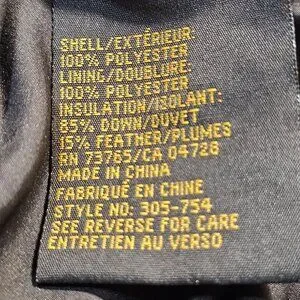 SHELL/EXTÉRIEUR:
100% POLYESTER
LINING/DOUBLURE:
100% POLYESTER
INSULATION/ISOLANT:
85% DOWN/DUVET
15% FEATHER/PLUMES
RN 73765/CA 04728
MADE IN CHINA
FABRIQUÉ EN CHINE
STYLE NO: 305-754
SEE REVERSE FOR CARE
ENTRETIEN AU VERSO